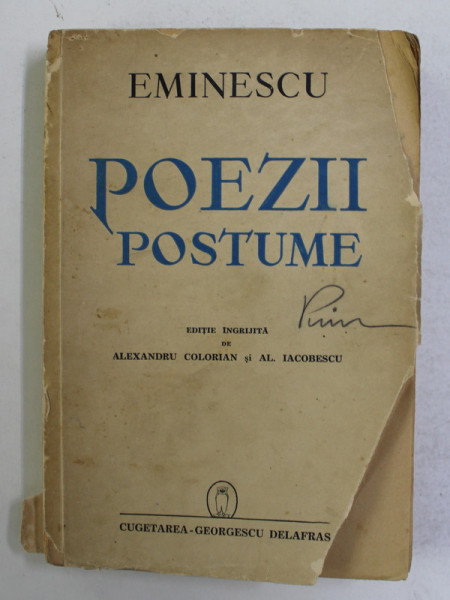 EMINESCU
POEZII
POSTUME
EDIȚIE ÎNGRIJITĂ
DE
ALEXANDRU COLORIAN și AL. IACOBESCU
CUGETAREA-GEORGESCU DELAFRAS